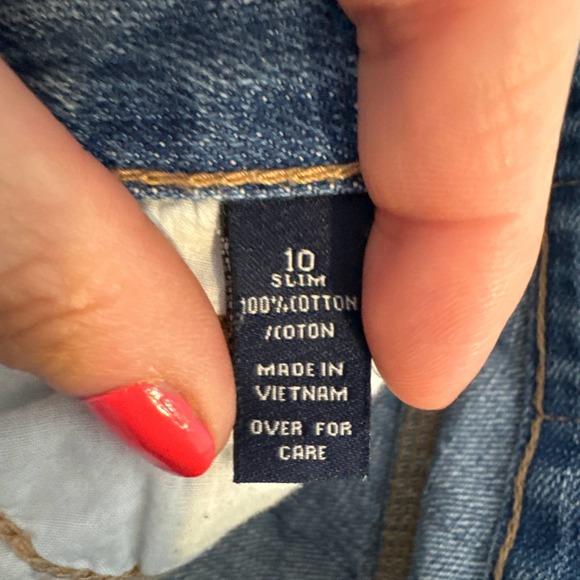 10
SLIM
100%COTTON
/COTON
MADE IN
VIETNAM
OVER FOR
CARE